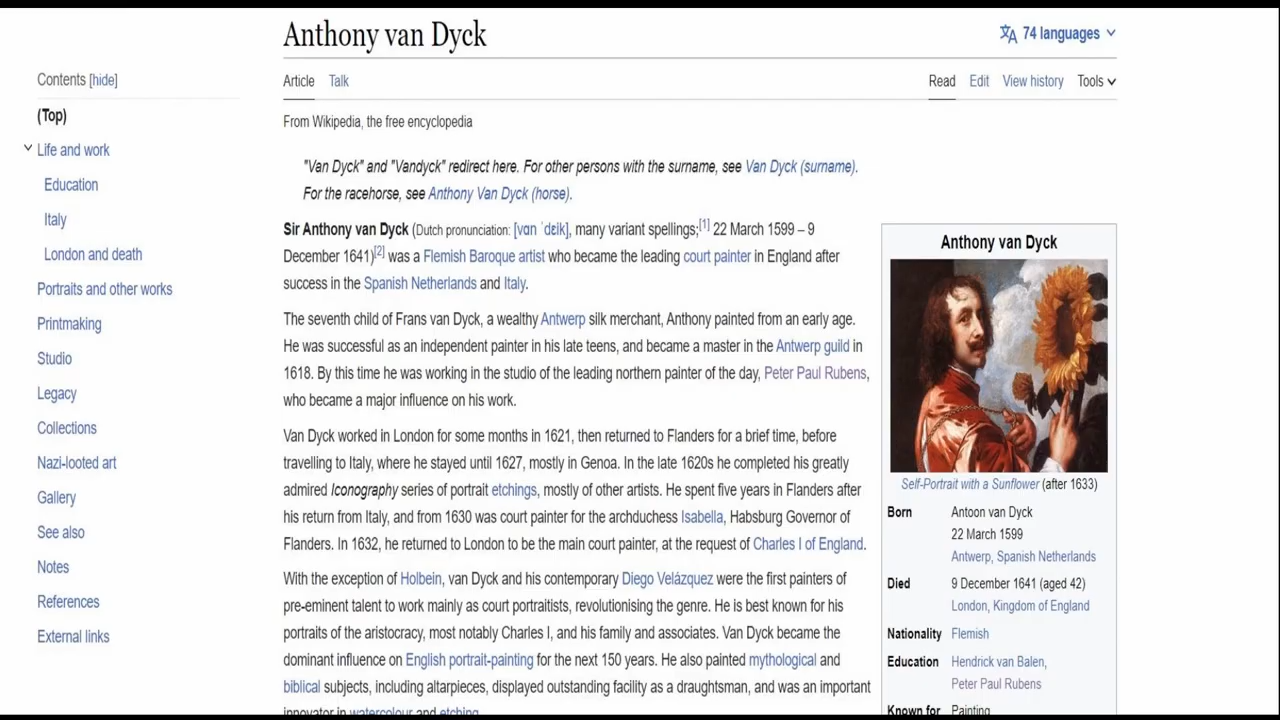 Anthony van Dyck
74 languages
Contents [hide]
Article Talk
Read Edit View history Tools
(Top)
From Wikipedia, the free encyclopedia
Life and work
Education
Italy
London and death
Portraits and other works
Printmaking
Studio
Legacy
Collections
Nazi-looted art
Gallery
See also
Notes
References
External links
"Van Dyck" and "Vandyck" redirect here. For other persons with the surname, see Van Dyck (surname).
For the racehorse, see Anthony Van Dyck (horse).
Sir Anthony van Dyck (Dutch pronunciation: [vɑn ˈdɛik], many variant spellings;[1] 22 March 1599 – 9
December 1641)[2] was a Flemish Baroque artist who became the leading court painter in England after
success in the Spanish Netherlands and Italy.
The seventh child of Frans van Dyck, a wealthy Antwerp silk merchant, Anthony painted from an early age.
He was successful as an independent painter in his late teens, and became a master in the Antwerp guild in
1618. By this time he was working in the studio of the leading northern painter of the day, Peter Paul Rubens,
who became a major influence on his work.
Van Dyck worked in London for some months in 1621, then returned to Flanders for a brief time, before
travelling to Italy, where he stayed until 1627, mostly in Genoa. In the late 1620s he completed his greatly
admired Iconography series of portrait etchings, mostly of other artists. He spent five years in Flanders after
his return from Italy, and from 1630 was court painter for the archduchess Isabella, Habsburg Governor of
Flanders. In 1632, he returned to London to be the main court painter, at the request of Charles I of England.
With the exception of Holbein, van Dyck and his contemporary Diego Velázquez were the first painters of
pre-eminent talent to work mainly as court portraitists, revolutionising the genre. He is best known for his
portraits of the aristocracy, most notably Charles I, and his family and associates. Van Dyck became the
dominant influence on English portrait-painting for the next 150 years. He also painted mythological and
biblical subjects, including altarpieces, displayed outstanding facility as a draughtsman, and was an important
innovator in watercolour and etching.
Anthony van Dyck
Self-Portrait with a Sunflower (after 1633)
Born Antoon van Dyck
22 March 1599
Antwerp, Spanish Netherlands
Died 9 December 1641 (aged 42)
London, Kingdom of England
Nationality Flemish
Education Hendrick van Balen,
Peter Paul Rubens
Known for Painting